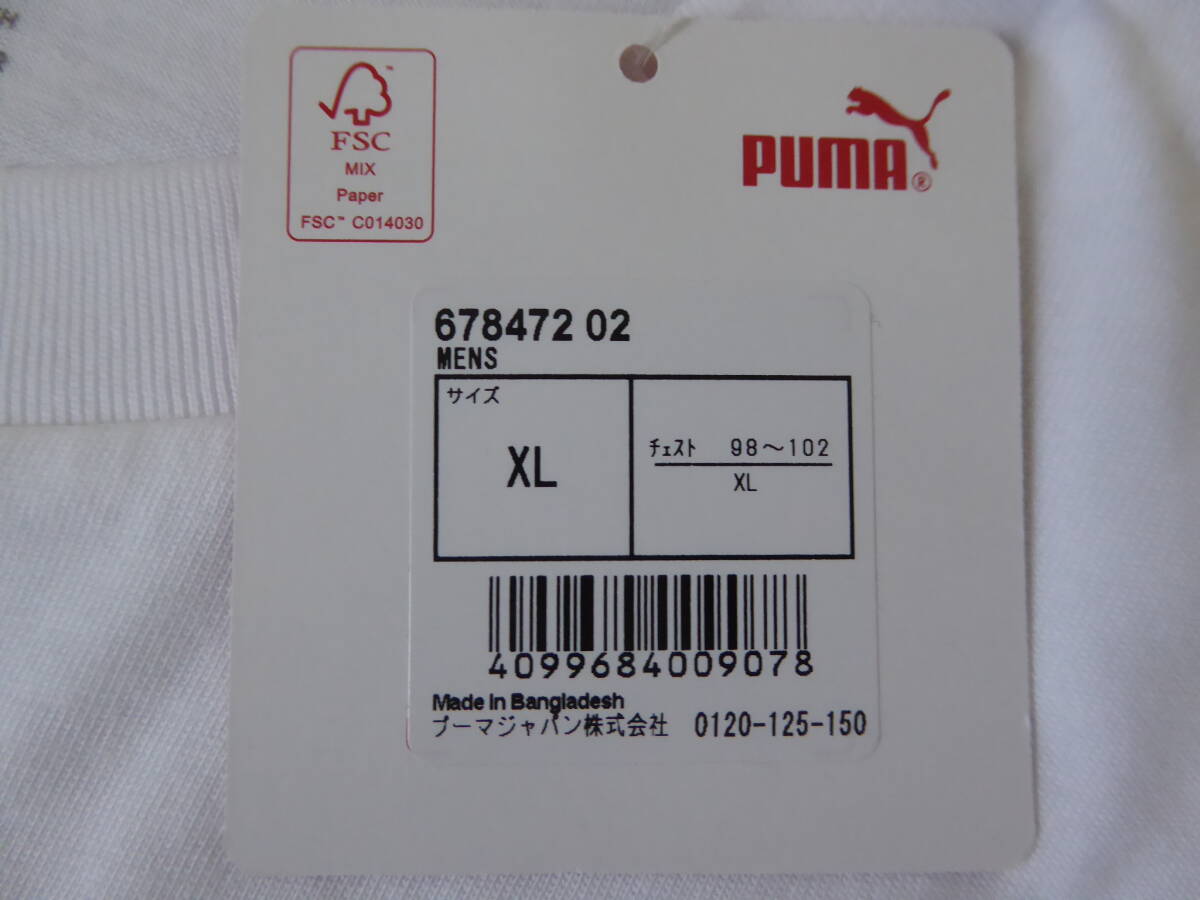 FSC™
MIX
Paper
FSC™ C014030
PUMA®
678472 02
MENS
サイズ
XL
チェスト 98～102
XL
4099684009078
Made in Bangladesh
プーマジャパン株式会社 0120-125-150